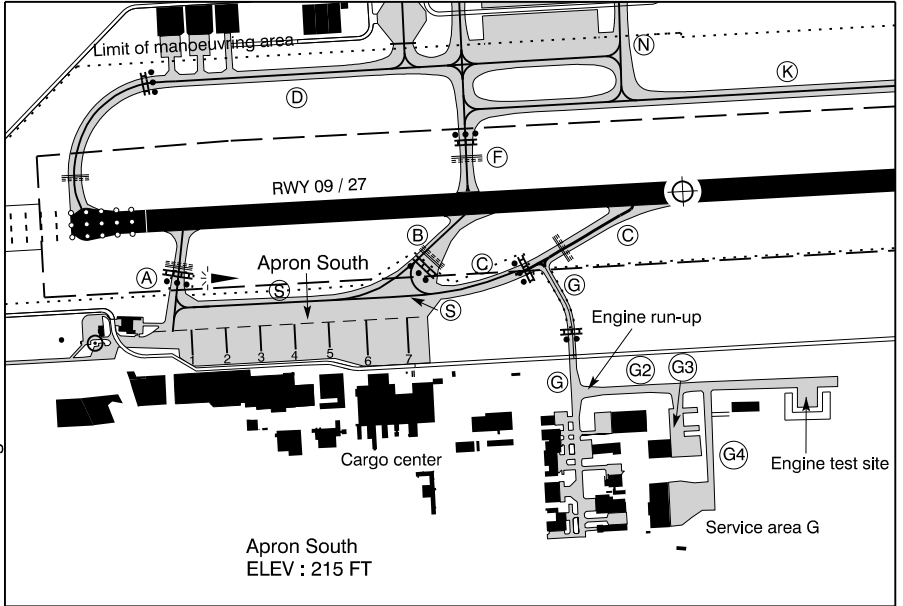 Limit of manoeuvring area
N
K
D
F
RWY 09 / 27
B
C
C
A
Apron South
S
G
S
Engine run-up
1 2 3 4 5 6 7
G
G2
G3
Cargo center
G4
Engine test site
Service area G
Apron South
ELEV : 215 FT